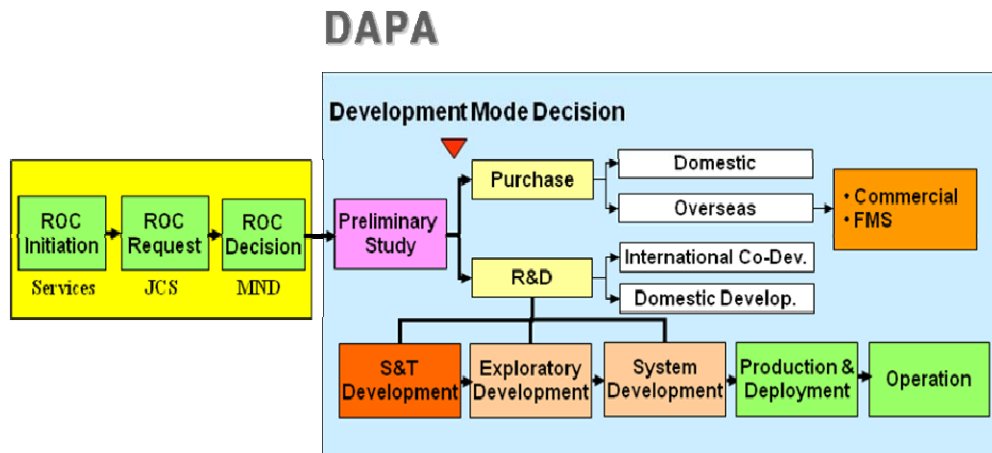 DAPA
Development Mode Decision
ROC
Initiation
Services
ROC
Request
JCS
ROC
Decision
MND
Preliminary
Study
Purchase
Domestic
Overseas
• Commercial
• FMS
R&D
International Co-Dev.
Domestic Develop.
S&T
Development
Exploratory
Development
System
Development
Production &
Deployment
Operation